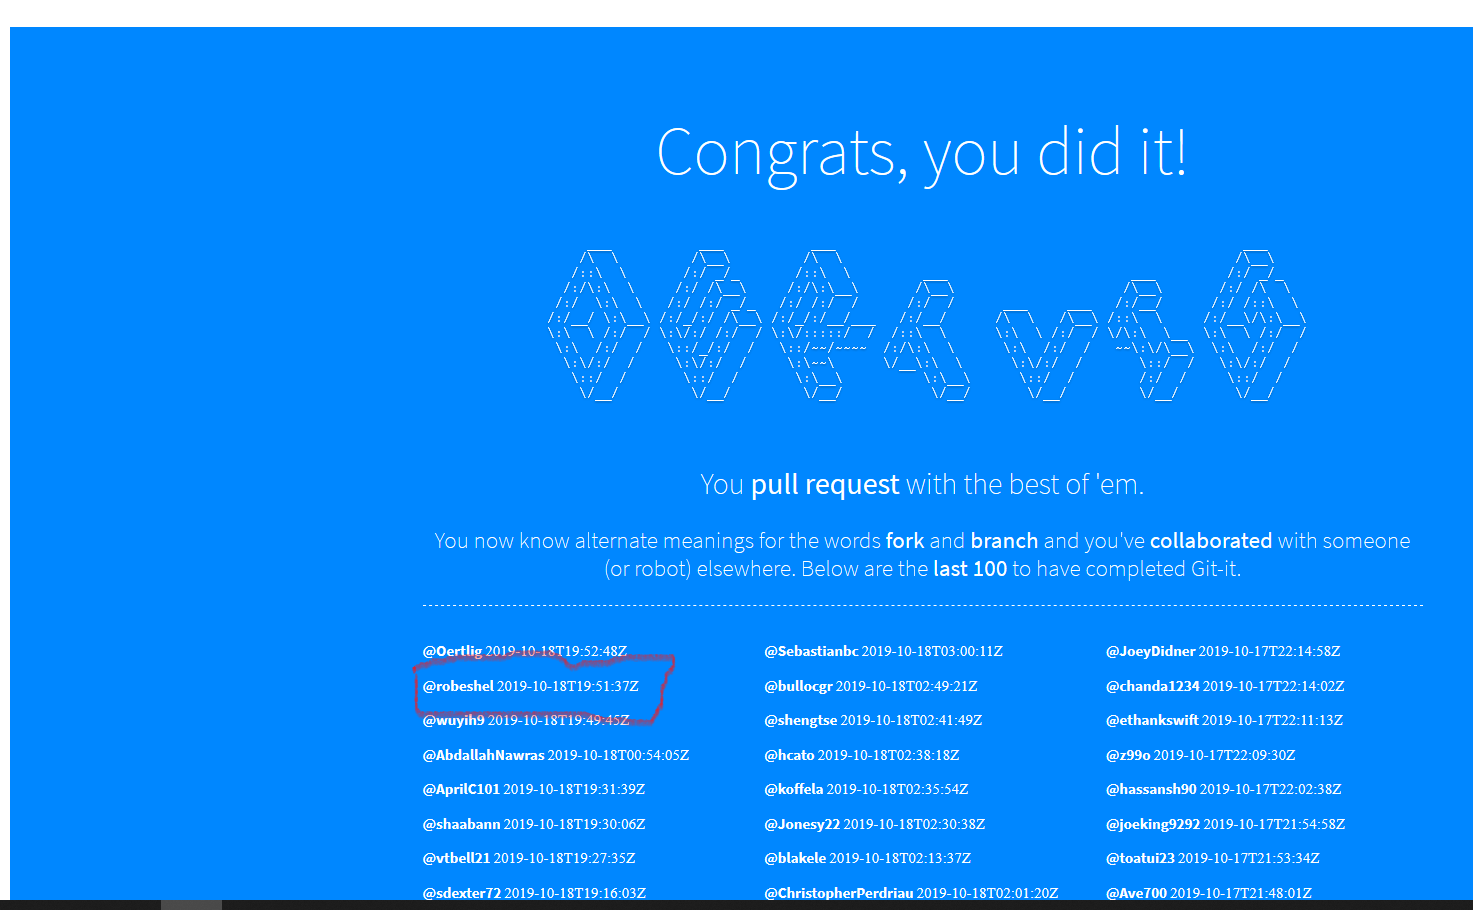 Congrats, you did it!
You pull request with the best of 'em.
You now know alternate meanings for the words fork and branch and you've collaborated with someone
(or robot) elsewhere. Below are the last 100 to have completed Git-it.
@Oertlig 2019-10-18T19:52:48Z
@robeshel 2019-10-18T19:51:37Z
@wuyih9 2019-10-18T19:49:45Z
@AbdallahNawras 2019-10-18T00:54:05Z
@AprilC101 2019-10-18T19:31:39Z
@shaabann 2019-10-18T19:30:06Z
@vtbell21 2019-10-18T19:27:35Z
@sdexter72 2019-10-18T19:16:03Z
@Sebastianbc 2019-10-18T03:00:11Z
@bullocgr 2019-10-18T02:49:21Z
@shengtse 2019-10-18T02:41:49Z
@hcato 2019-10-18T02:38:18Z
@koffela 2019-10-18T02:35:54Z
@Jonesy22 2019-10-18T02:30:38Z
@blakele 2019-10-18T02:13:37Z
@ChristopherPerdriau 2019-10-18T02:01:20Z
@JoeyDidner 2019-10-17T22:14:58Z
@chanda1234 2019-10-17T22:14:02Z
@ethankswift 2019-10-17T22:11:13Z
@z99o 2019-10-17T22:09:30Z
@hassansh90 2019-10-17T22:02:38Z
@joeking9292 2019-10-17T21:54:58Z
@toatui23 2019-10-17T21:53:34Z
@Ave700 2019-10-17T21:48:01Z